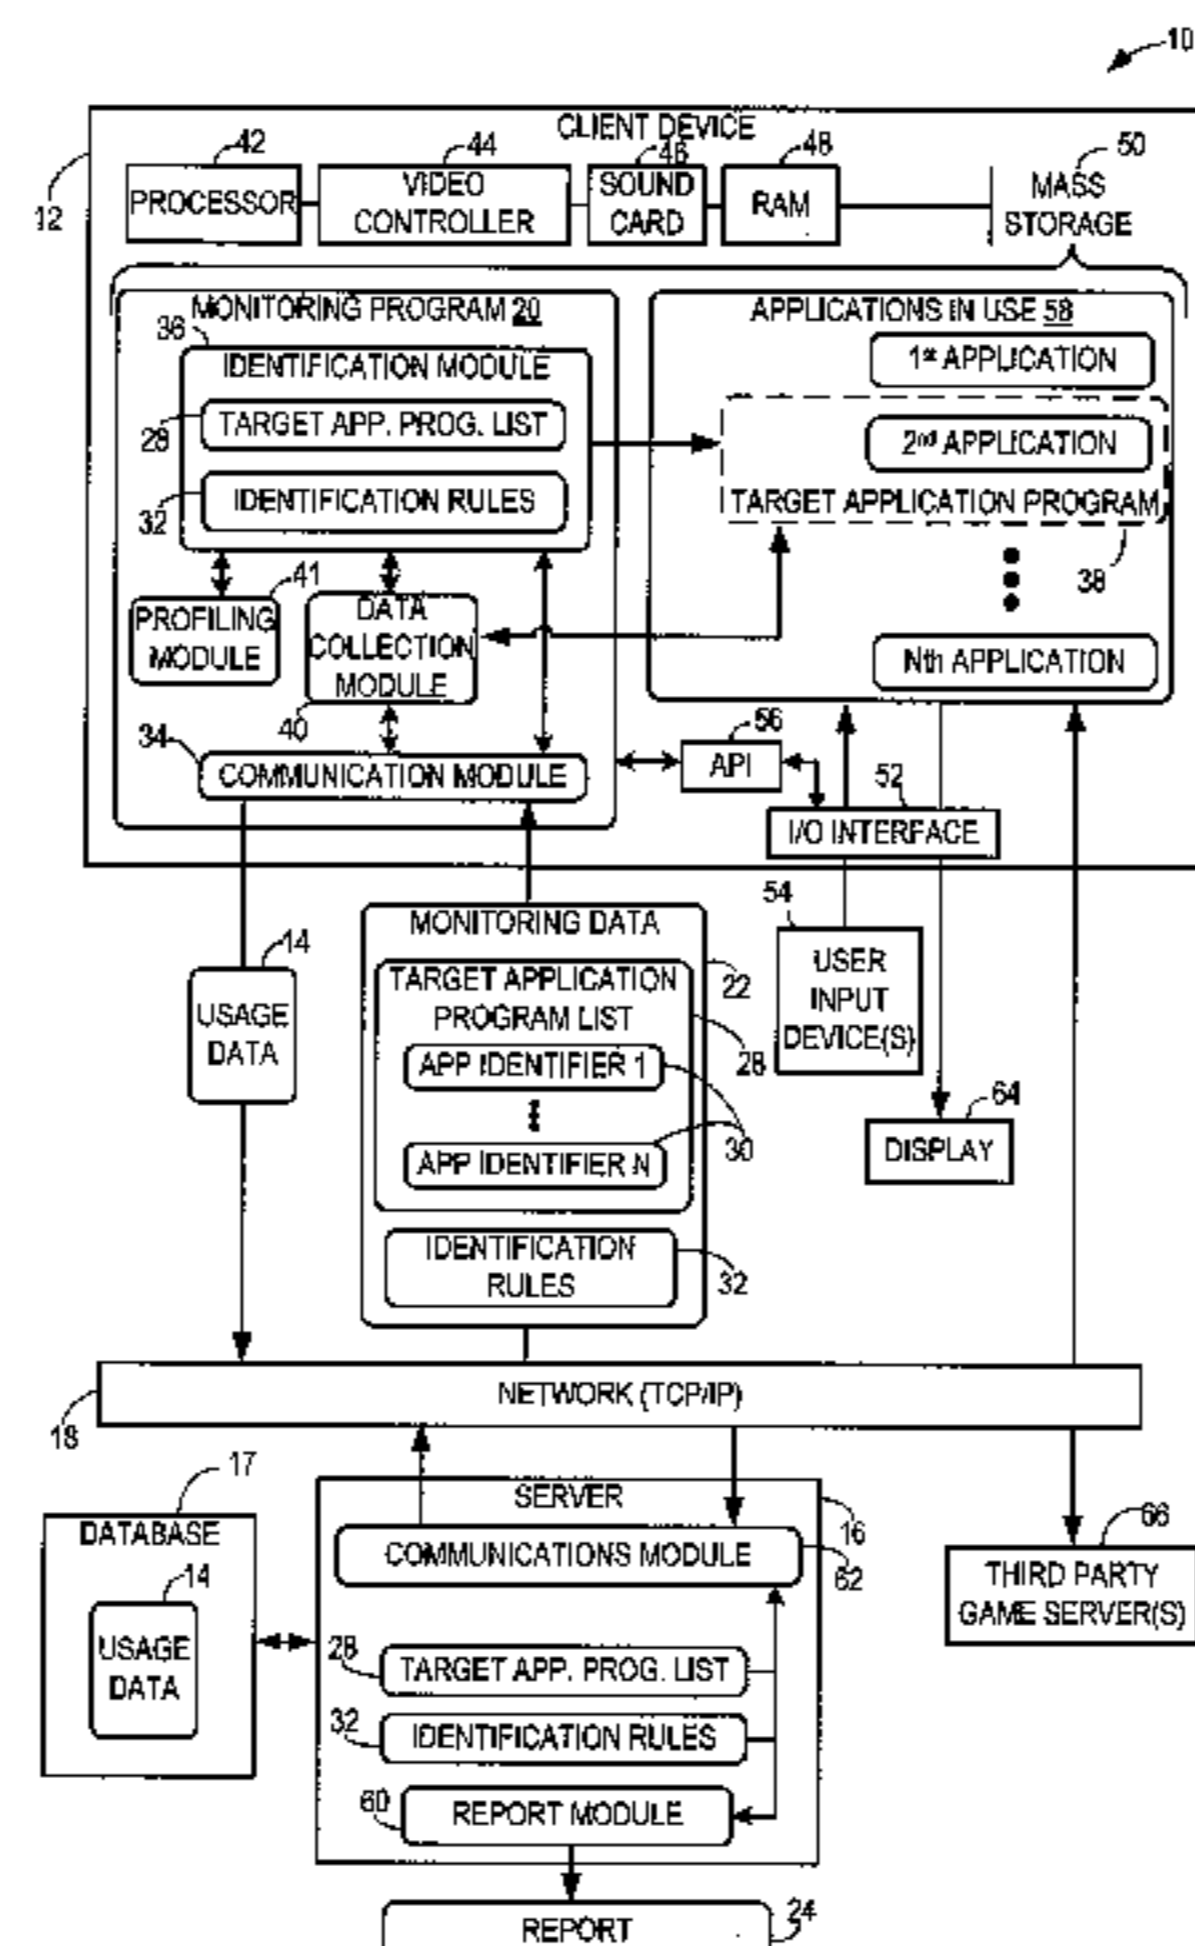 10
CLIENT DEVICE
12
42
44
46
48
50
PROCESSOR
VIDEO
CONTROLLER
SOUND
CARD
RAM
MASS
STORAGE
MONITORING PROGRAM 20
36
IDENTIFICATION MODULE
28
TARGET APP. PROG. LIST
32
IDENTIFICATION RULES
APPLICATIONS IN USE 58
1st APPLICATION
2nd APPLICATION
TARGET APPLICATION PROGRAM
38
Nth APPLICATION
41
PROFILING
MODULE
DATA
COLLECTION
MODULE
40
34
COMMUNICATION MODULE
56
API
52
I/O INTERFACE
14
USAGE
DATA
MONITORING DATA
22
TARGET APPLICATION
PROGRAM LIST
28
APP IDENTIFIER 1
30
APP IDENTIFIER N
IDENTIFICATION
RULES
32
54
USER
INPUT
DEVICE(S)
64
DISPLAY
NETWORK (TCP/IP)
18
17
DATABASE
14
USAGE
DATA
SERVER
16
COMMUNICATIONS MODULE
62
28
TARGET APP. PROG. LIST
32
IDENTIFICATION RULES
60
REPORT MODULE
66
THIRD PARTY
GAME SERVER(S)
REPORT
24